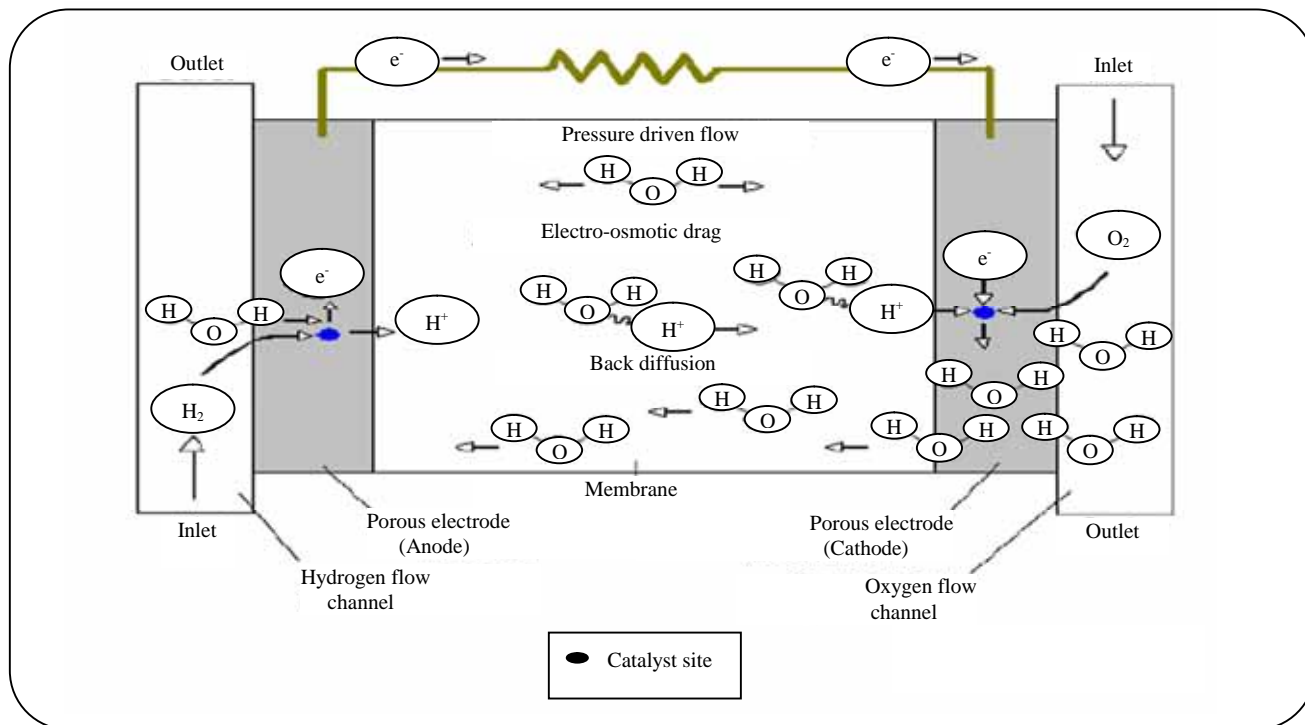 e-
e-
Outlet
Inlet
Pressure driven flow
H
H
O
Electro-osmotic drag
O2
e-
e-
H
H
O
H
H
O
H+
H
H
O
H+
H+
Back diffusion
H
H
O
H
H
O
H2
H
H
O
H
H
O
H
H
O
H
H
O
Membrane
Inlet
Porous electrode
(Anode)
Porous electrode
(Cathode)
Outlet
Hydrogen flow
channel
Oxygen flow
channel
Catalyst site